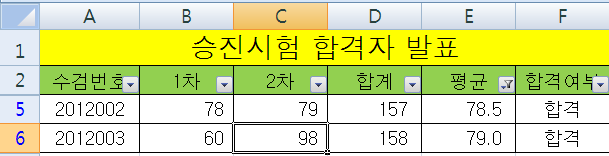 A B C D E F
1 승진시험 합격자 발표
2 수검번호 1차 2차 합계 평균 합격여부
5 2012002 78 79 157 78.5 합격
6 2012003 60 98 158 79.0 합격